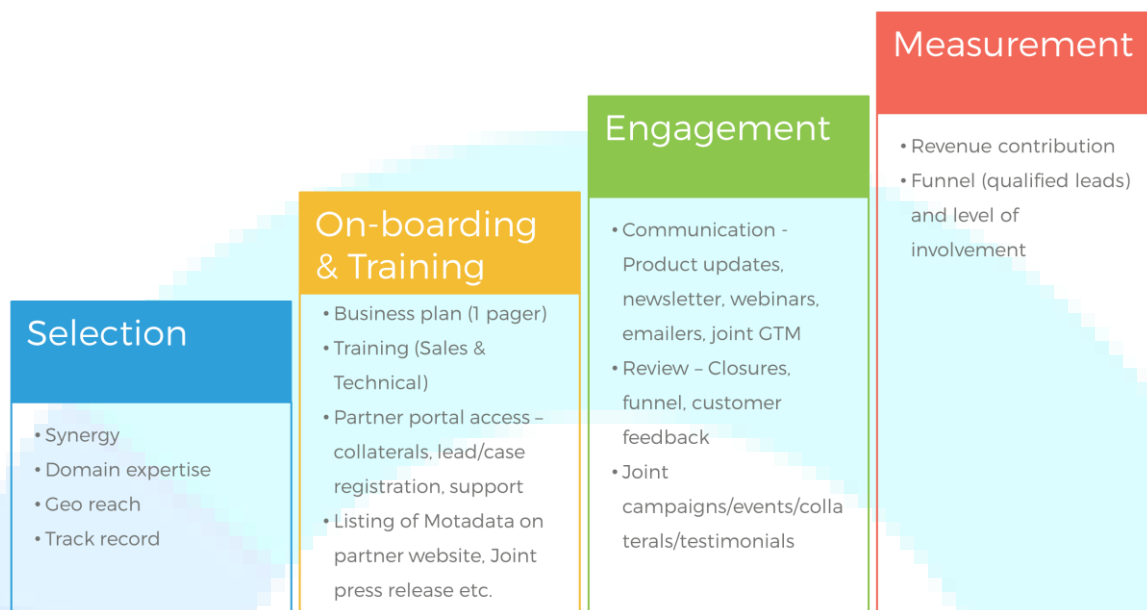 Selection
• Synergy
• Domain expertise
• Geo reach
• Track record
On-boarding
& Training
• Business plan (1 pager)
• Training (Sales &
Technical)
• Partner portal access –
collaterals, lead/case
registration, support
• Listing of Motadata on
partner website, Joint
press release etc.
Engagement
• Communication -
Product updates,
newsletter, webinars,
emailers, joint GTM
• Review – Closures,
funnel, customer
feedback
• Joint
campaigns/events/colla
terals/testimonials
Measurement
• Revenue contribution
• Funnel (qualified leads)
and level of
involvement